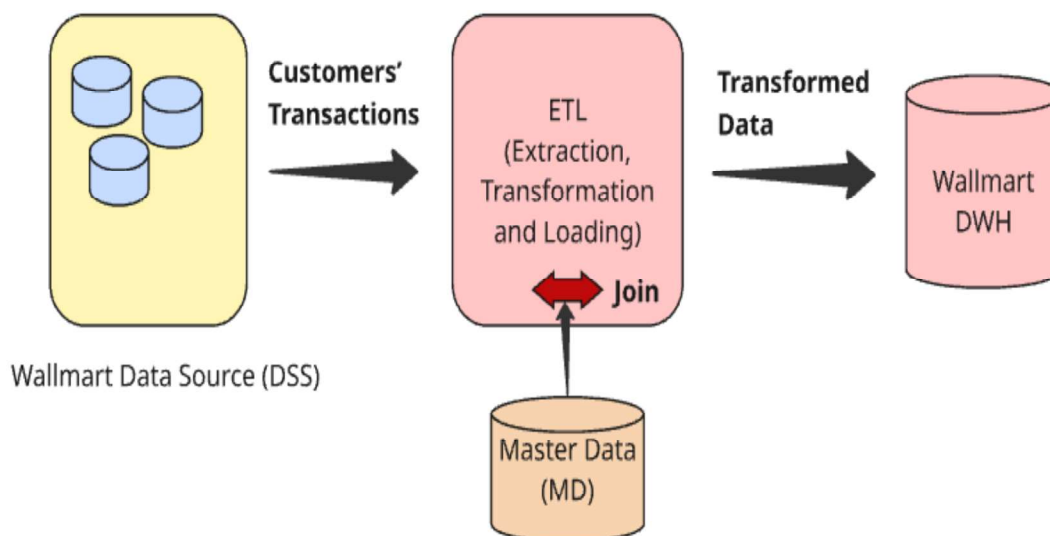 Customers'
Transactions
ETL
(Extraction,
Transformation
and Loading)
Join
Transformed
Data
Wallmart
DWH
Wallmart Data Source (DSS)
Master Data
(MD)